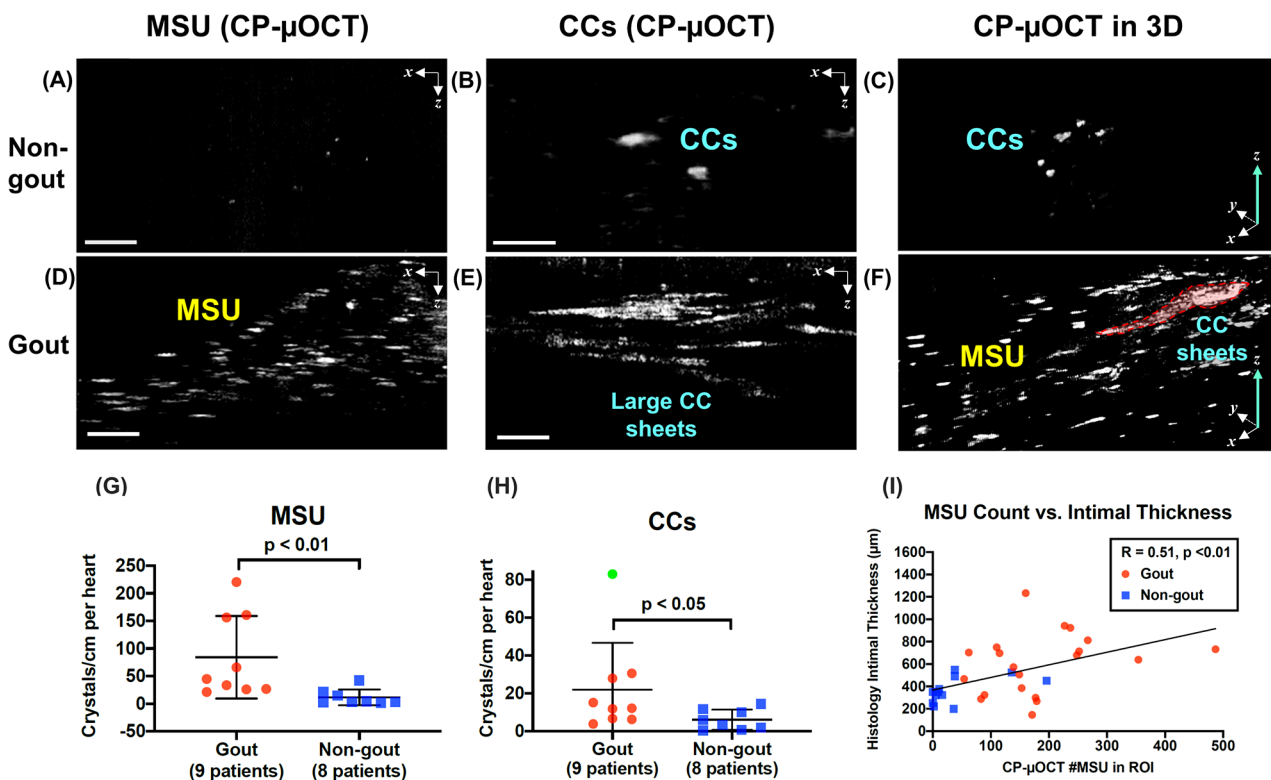 MSU (CP-µOCT)
CCs (CP-µOCT)
CP-µOCT in 3D
Non-
gout
(A)
x
z
(B)
CCs
x
z
(C)
CCs
z
y
x
Gout
(D)
MSU
x
z
(E)
Large CC
sheets
x
z
(F)
MSU
CC
sheets
z
y
x
(G)
MSU
p < 0.01
Crystals/cm per heart
250
200
150
100
50
0
-50
Gout
(9 patients)
Non-gout
(8 patients)
(H)
CCs
p < 0.05
Crystals/cm per heart
80
60
40
20
0
Gout
(9 patients)
Non-gout
(8 patients)
(I)
MSU Count vs. Intimal Thickness
R = 0.51, p <0.01
Gout
Non-gout
Histology Intimal Thickness (µm)
1600
1400
1200
1000
800
600
400
200
0
0 100 200 300 400 500
CP-µOCT #MSU in ROI